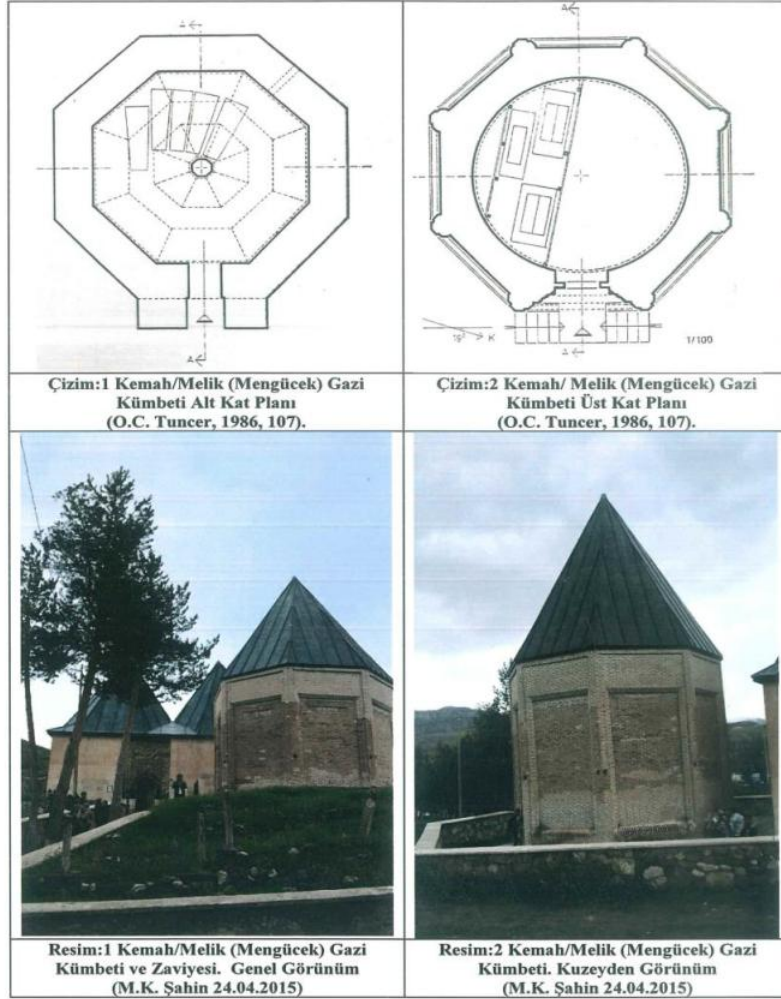 A
A
A
A
15° K
1/100
Çizim:1 Kemah/Melik (Mengücek) Gazi
Kümbeti Alt Kat Planı
(O.C. Tuncer, 1986, 107).
Çizim:2 Kemah/ Melik (Mengücek) Gazi
Kümbeti Üst Kat Planı
(O.C. Tuncer, 1986, 107).
Resim:1 Kemah/Melik (Mengücek) Gazi
Kümbeti ve Zaviyesi. Genel Görünüm
(M.K. Şahin 24.04.2015)
Resim:2 Kemah/Melik (Mengücek) Gazi
Kümbeti. Kuzeyden Görünüm
(M.K. Şahin 24.04.2015)